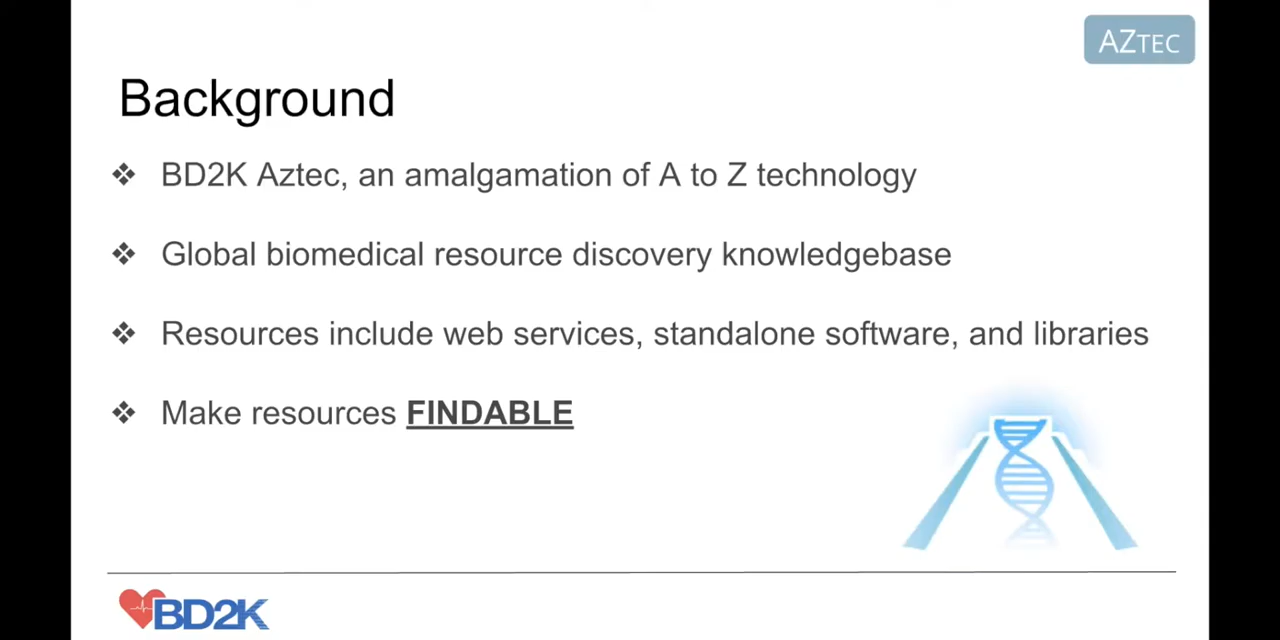 AZTEC
Background
❖ BD2K Aztec, an amalgamation of A to Z technology
❖ Global biomedical resource discovery knowledgebase
❖ Resources include web services, standalone software, and libraries
❖ Make resources FINDABLE
BD2K